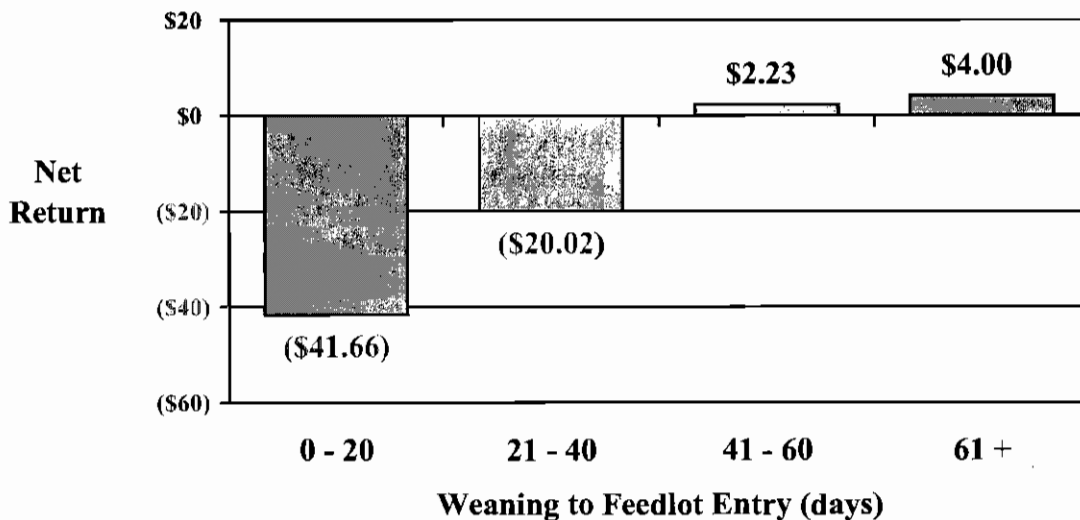 $20
$4.00
$2.23
$0
Net
Return
($20)
($20.02)
($40)
($41.66)
($60)
0 - 20
21 - 40
41 - 60
61 +
Weaning to Feedlot Entry (days)